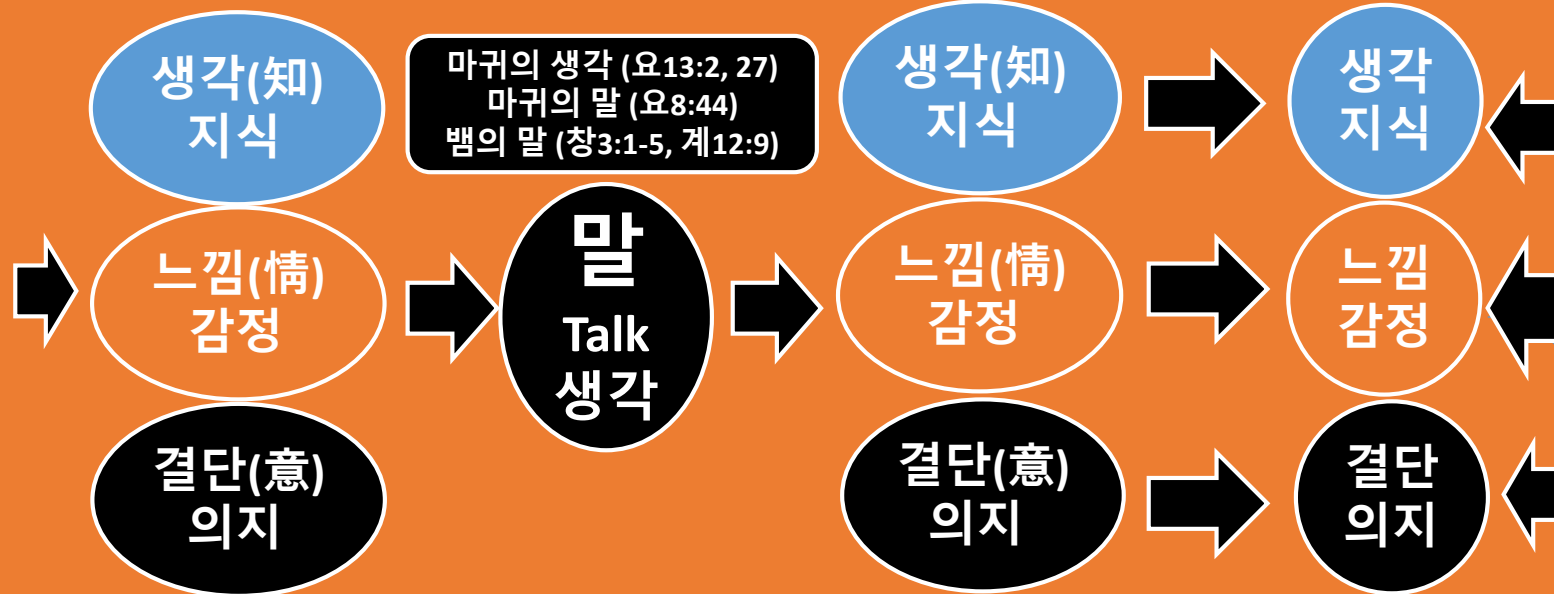 생각(知)
지식
느낌(情)
감정
결단(意)
의지
마귀의 생각 (요13:2, 27)
마귀의 말 (요8:44)
뱀의 말 (창3:1-5, 계12:9)
말
Talk
생각
생각(知)
지식
느낌(情)
감정
결단(意)
의지
생각
지식
느낌
감정
결단
의지